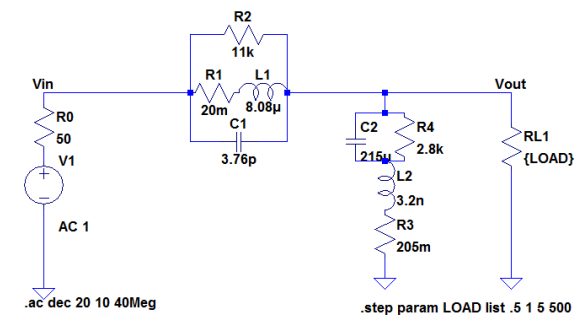 R2
11k
Vin
R1
L1
20m
8.08µ
C1
3.76p
Vout
R0
50
V1
AC 1
C2
215µ
R4
2.8k
L2
3.2n
R3
205m
RL1
{LOAD}
.ac dec 20 10 40Meg
.step param LOAD list .5 1 5 500